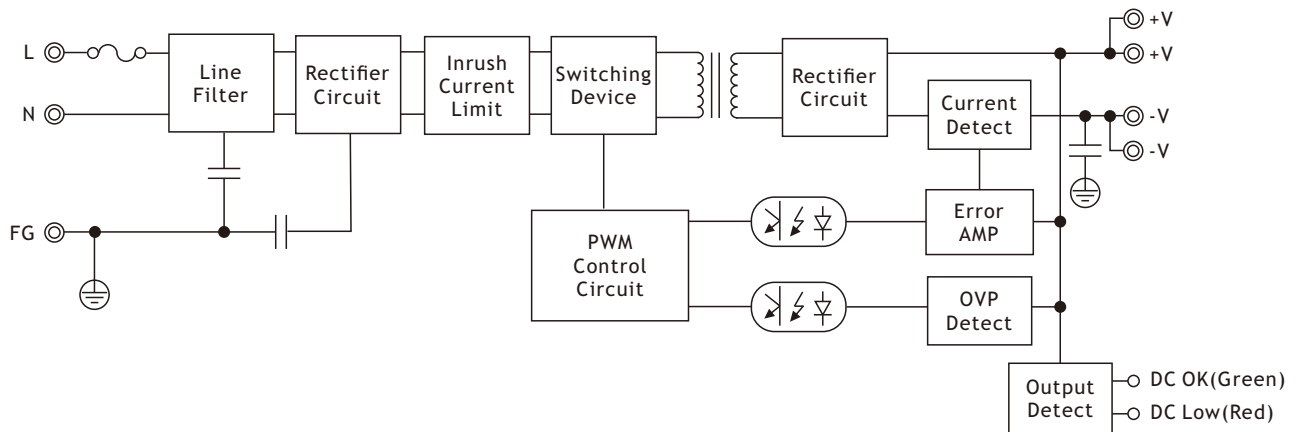 +V
L
Line
Filter
Rectifier
Circuit
Inrush
Current
Limit
Switching
Device
Rectifier
Circuit
+V
Current
Detect
N
-V
-V
FG
PWM
Control
Circuit
Error
AMP
OVP
Detect
Output
Detect
DC OK(Green)
DC Low(Red)